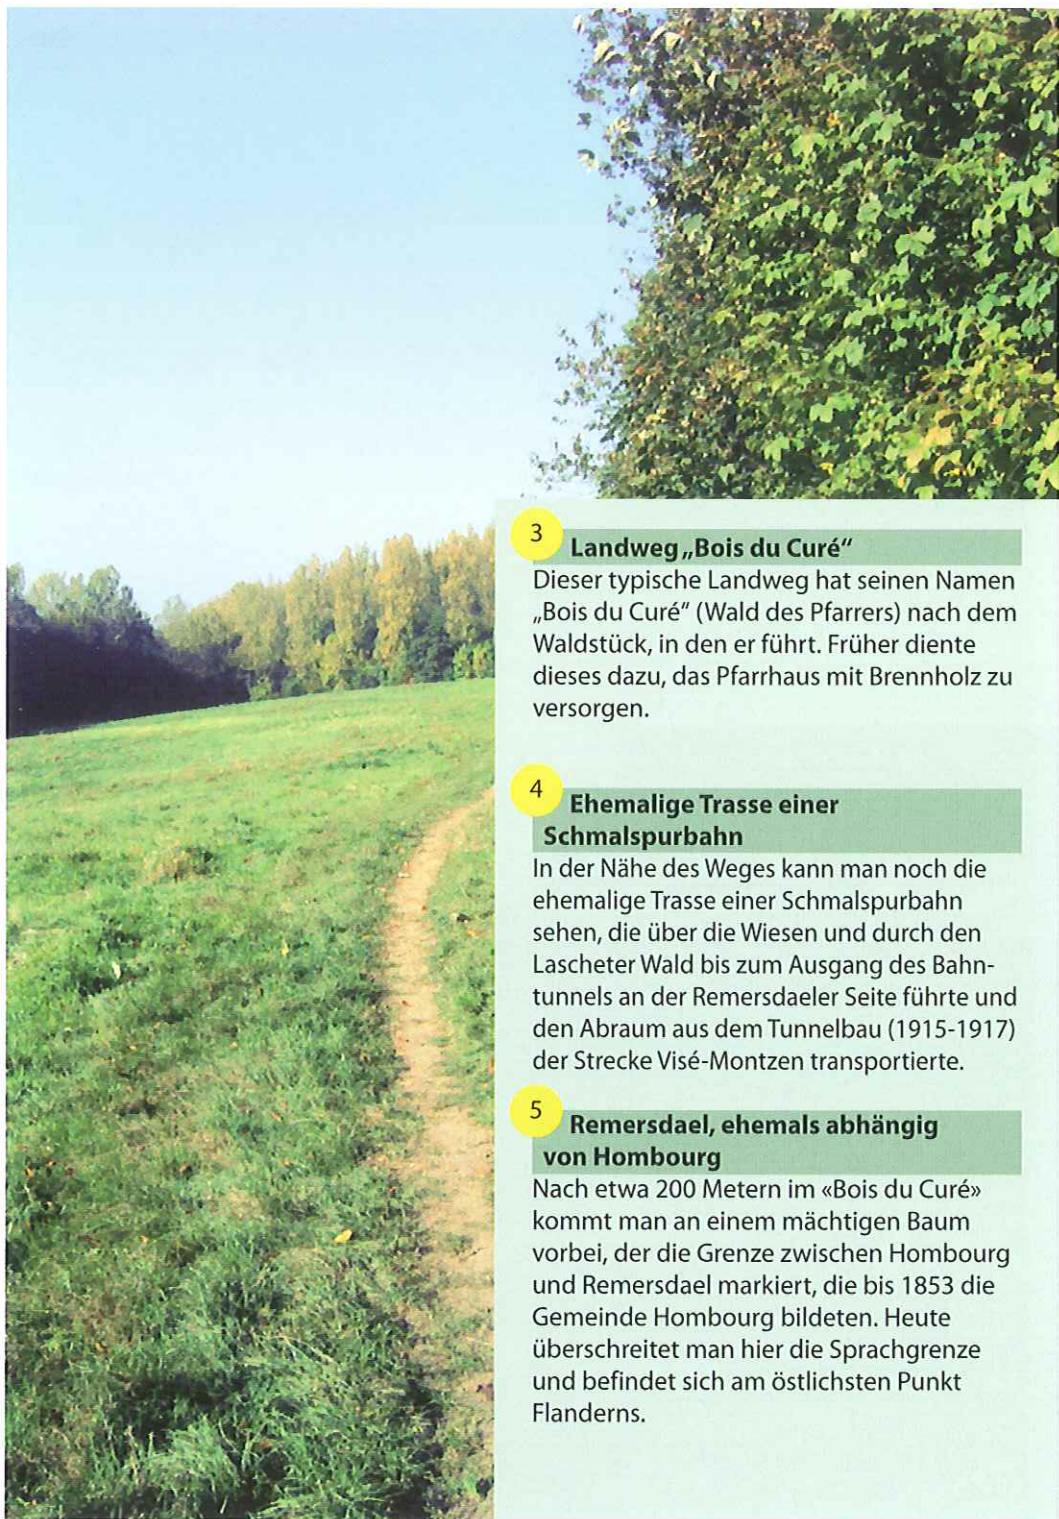 3
Landweg „Bois du Curé“
Dieser typische Landweg hat seinen Namen
„Bois du Curé“ (Wald des Pfarrers) nach dem
Waldstück, in den er führt. Früher diente
dieses dazu, das Pfarrhaus mit Brennholz zu
versorgen.
4
Ehemalige Trasse einer
Schmalspurbahn
In der Nähe des Weges kann man noch die
ehemalige Trasse einer Schmalspurbahn
sehen, die über die Wiesen und durch den
Lascheter Wald bis zum Ausgang des Bahn-
tunnels an der Remersdaeler Seite führte und
den Abraum aus dem Tunnelbau (1915-1917)
der Strecke Visé-Montzen transportierte.
5
Remersdael, ehemals abhängig
von Hombourg
Nach etwa 200 Metern im «Bois du Curé»
kommt man an einem mächtigen Baum
vorbei, der die Grenze zwischen Hombourg
und Remersdael markiert, die bis 1853 die
Gemeinde Hombourg bildeten. Heute
überschreitet man hier die Sprachgrenze
und befindet sich am östlichsten Punkt
Flanderns.